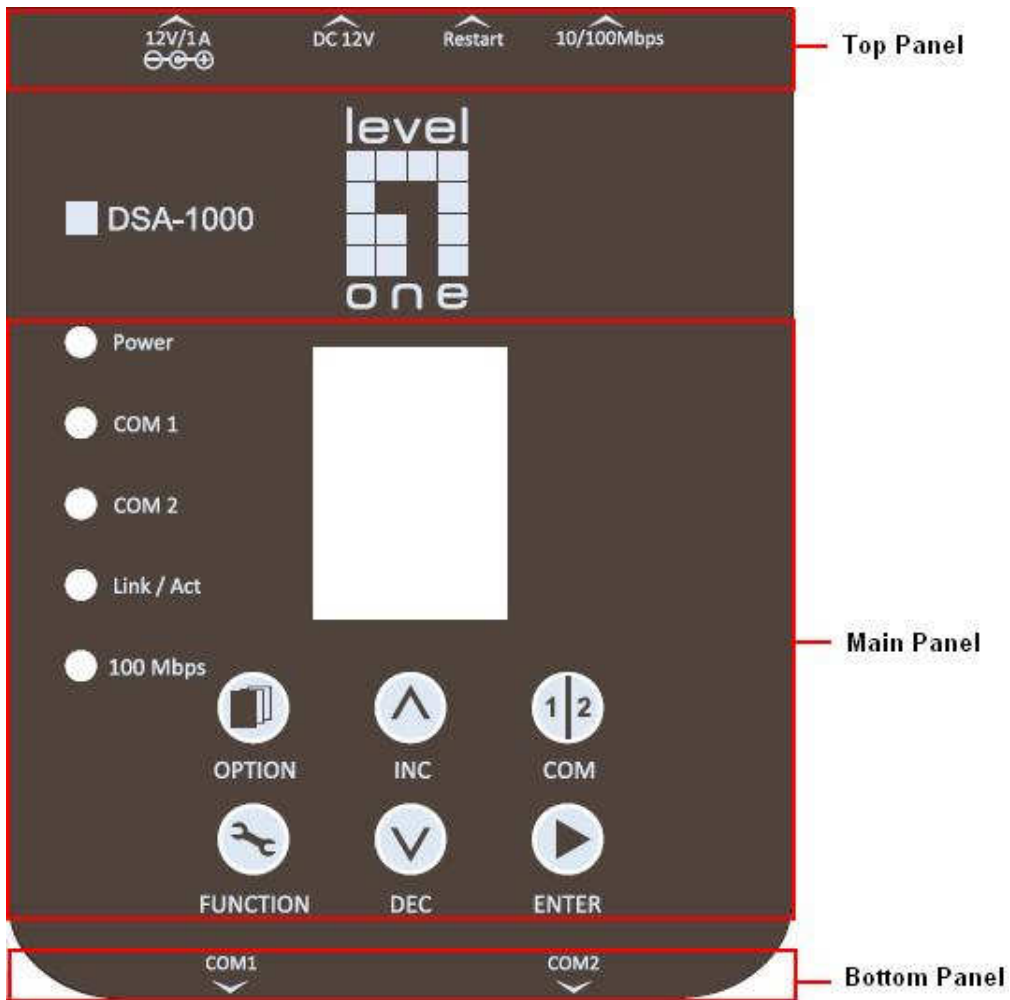 12V/1A DC 12V Restart 10/100Mbps
Top Panel
level
one
DSA-1000
Power
COM 1
COM 2
Link / Act
100 Mbps
Main Panel
1 2
OPTION INC COM
FUNCTION DEC ENTER
COM1 COM2
Bottom Panel